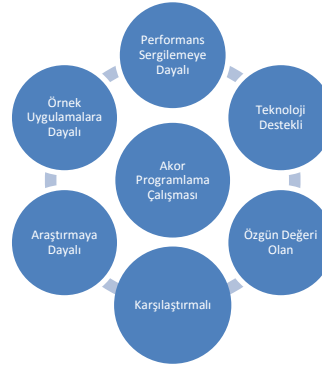 Performans
Sergilemeye
Dayalı
Örnek
Uygulamalara
Dayalı
Teknoloji
Destekli
Akor
Programlama
Çalışması
Araştırmaya
Dayalı
Özgün Değeri
Olan
Karşılaştırmalı